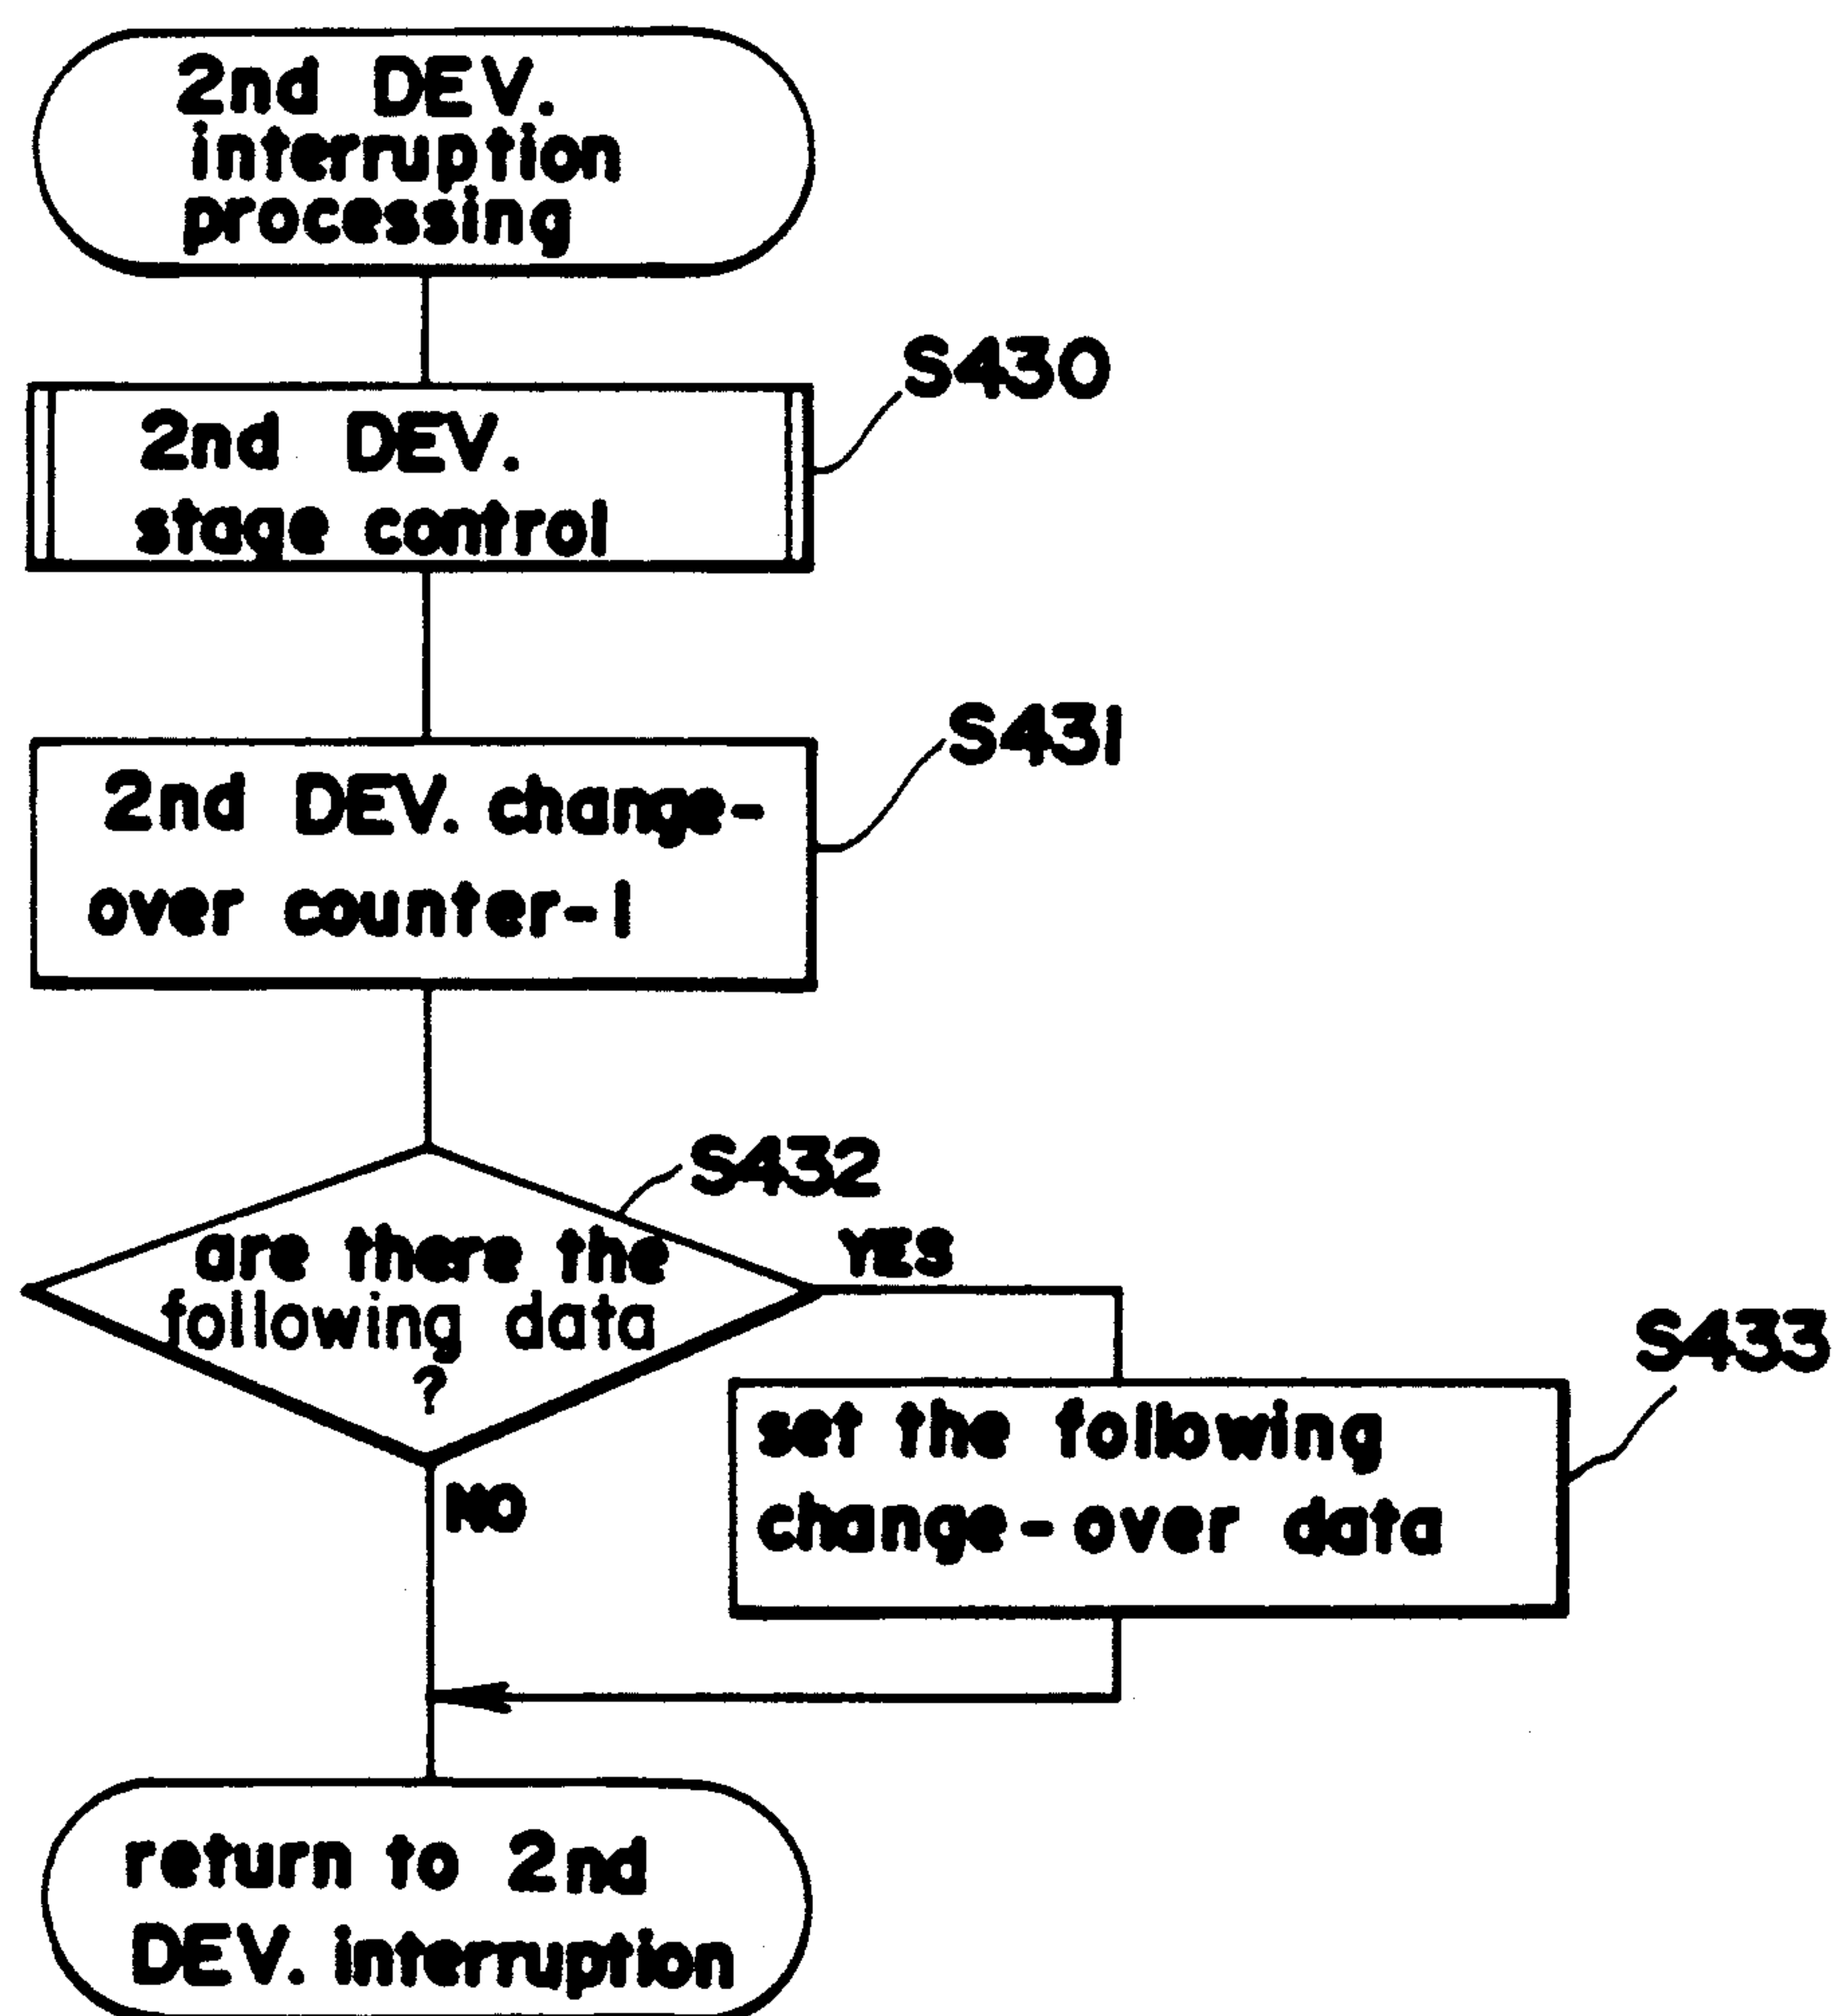 2nd DEV.
interruption
processing
S430
2nd DEV.
stage control
S431
2nd DEV. change-
over counter-1
S432
are there the
following data
?
YES
S433
set the following
change-over data
NO
return to 2nd
DEV. interruption